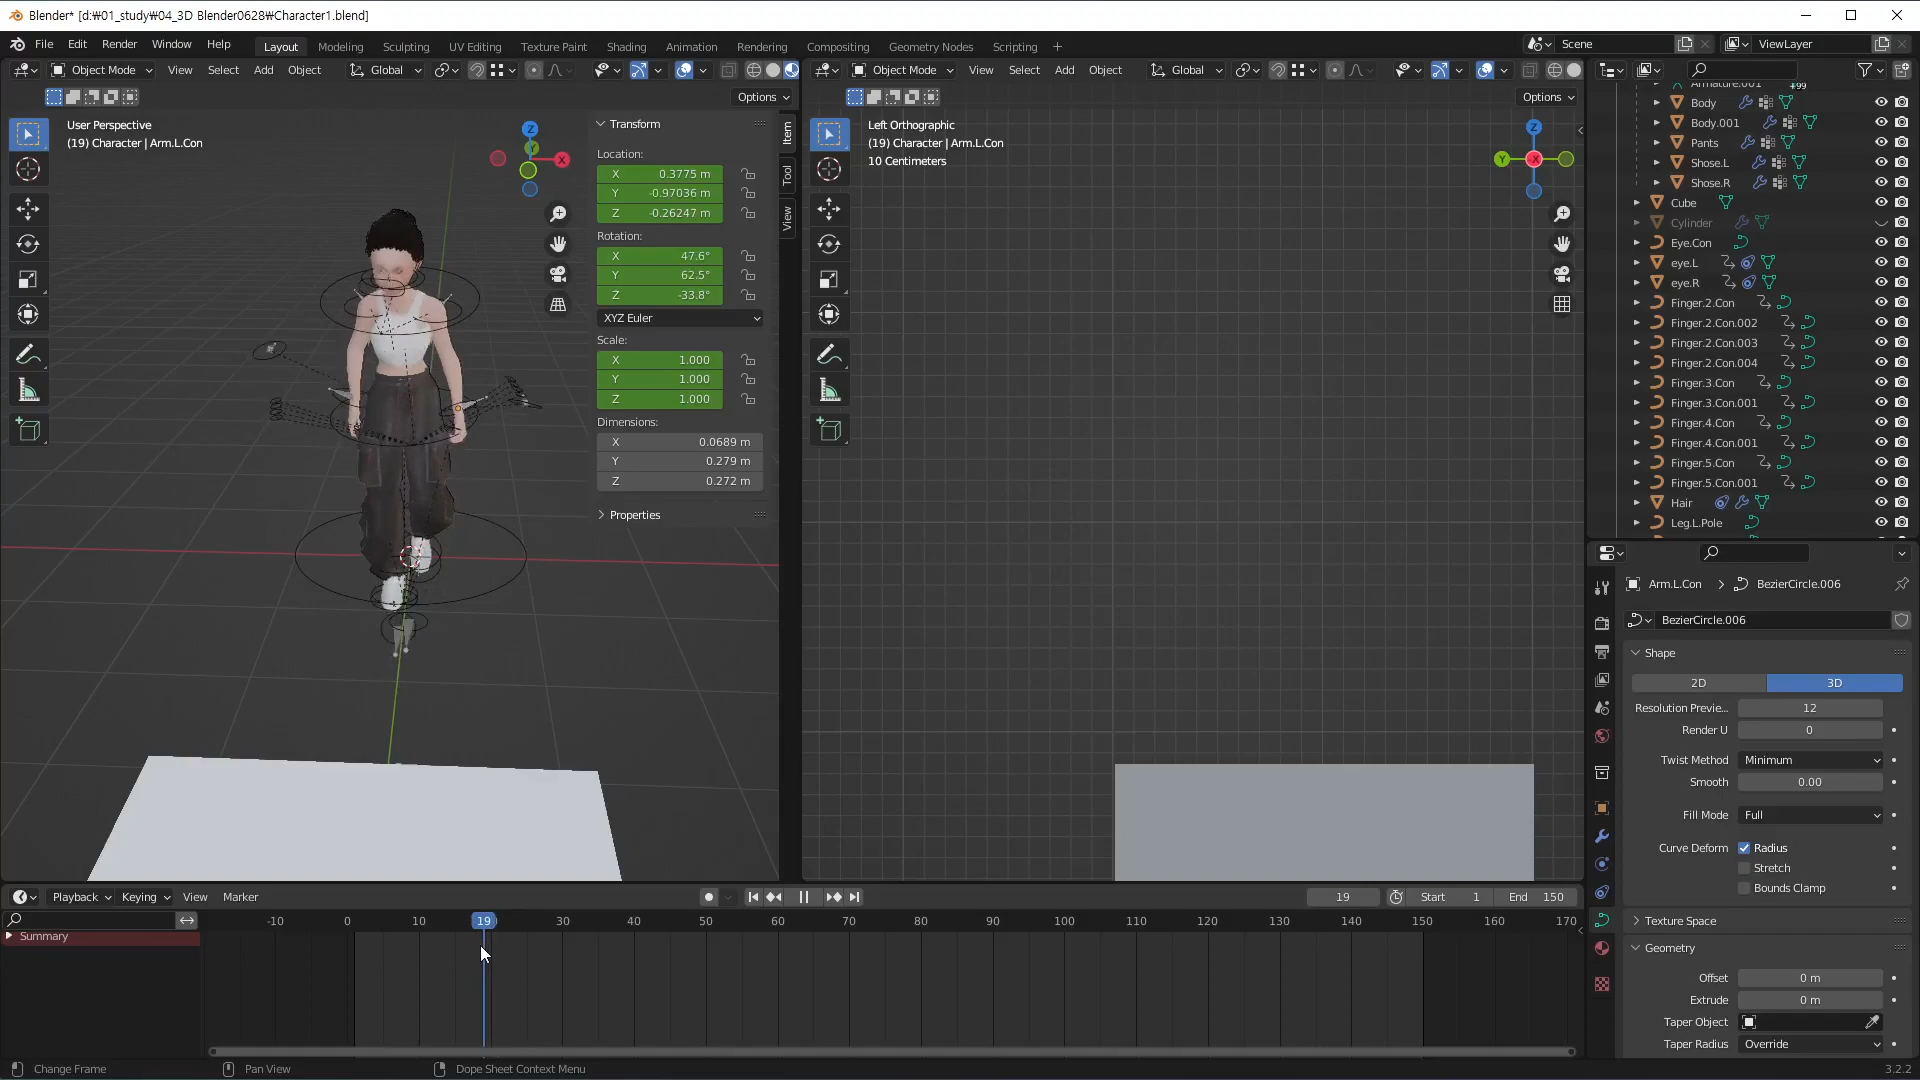 Blender* [d:₩01_study₩04_3D Blender0628₩Character1.blend]
File Edit Render Window Help Layout Modeling Sculpting UV Editing Texture Paint Shading Animation Rendering Compositing Geometry Nodes Scripting + Scene ViewLayer
Object Mode View Select Add Object Global
Object Mode View Select Add Object Global
Options
Options
User Perspective
(19) Character | Arm.L.Con
Z
Y
X
Transform
Location:
X 0.3775 m
Y -0.97036 m
Z -0.26247 m
Rotation:
X 47.6°
Y 62.5°
Z -33.8°
XYZ Euler
Scale:
X 1.000
Y 1.000
Z 1.000
Dimensions:
X 0.0689 m
Y 0.279 m
Z 0.272 m
Properties
Item
Tool
View
Left Orthographic
(19) Character | Arm.L.Con
10 Centimeters
Z
Y
X
Armature.001 +99
Body
Body.001
Pants
Shose.L
Shose.R
Cube
Cylinder
Eye.Con
eye.L
eye.R
Finger.2.Con
Finger.2.Con.002
Finger.2.Con.003
Finger.2.Con.004
Finger.3.Con
Finger.3.Con.001
Finger.4.Con
Finger.4.Con.001
Finger.5.Con
Finger.5.Con.001
Hair
Leg.L.Pole
Arm.L.Con BezierCircle.006
BezierCircle.006
Shape
2D 3D
Resolution Previe... 12
Render U 0
Twist Method Minimum
Smooth 0.00
Fill Mode Full
Curve Deform Radius
Stretch
Bounds Clamp
Texture Space
Geometry
Offset 0 m
Extrude 0 m
Taper Object
Taper Radius Override
Playback Keying View Marker 19 Start 1 End 150
-10 0 10 19 30 40 50 60 70 80 90 100 110 120 130 140 150 160 170
Summary
Change Frame Pan View Dope Sheet Context Menu 3.2.2